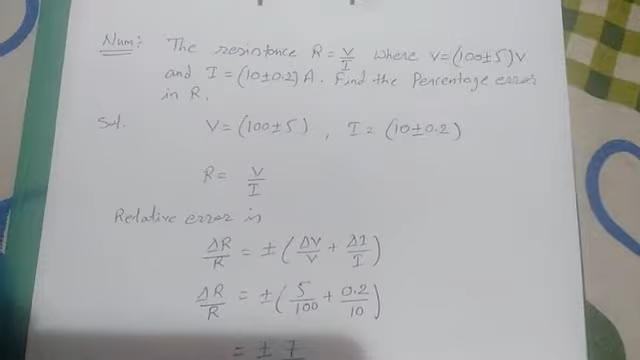 Num: The resistance R = V/I where V=(100±5)V
and I = (10±0.2) A. Find the Percentage error
in R.
Sol. V = (100±5) , I = (10±0.2)
R = V/I
Relative error is
ΔR/R = ± (ΔV/V + ΔI/I)
ΔR/R = ± (5/100 + 0.2/10)
= ± 7